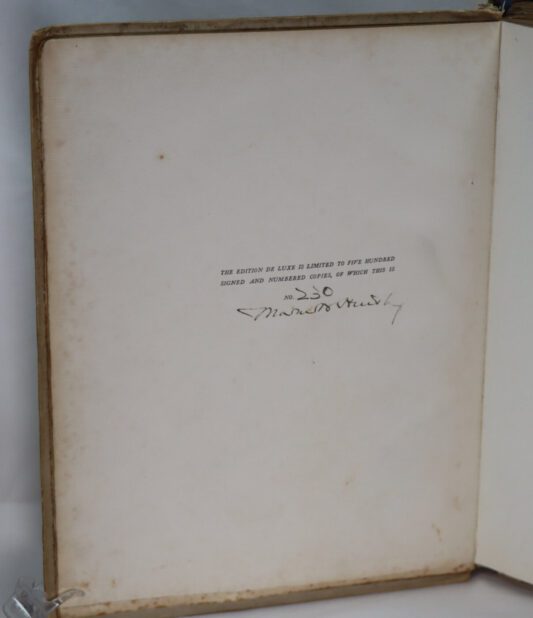 THE EDITION DE LUXE IS LIMITED TO FIVE HUNDRED
SIGNED AND NUMBERED COPIES, OF WHICH THIS IS
NO. 230